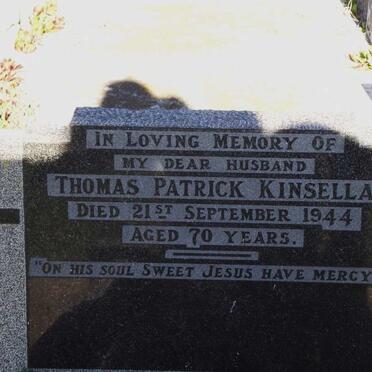 IN LOVING MEMORY OF
MY DEAR HUSBAND
THOMAS PATRICK KINSELLA
DIED 21ST SEPTEMBER 1944
AGED 70 YEARS.
"ON HIS SOUL SWEET JESUS HAVE MERCY